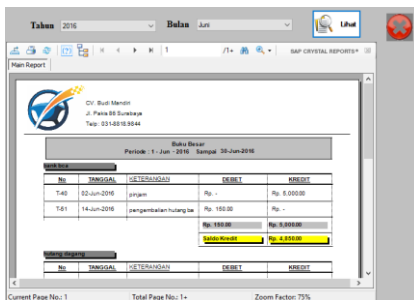 Tahun 2016 Bulan Juni Lihat
1 /1+ SAP CRYSTAL REPORTS
Main Report
CV. Budi Mandiri
Jl. Pakis 86 Surabaya
Telp : 031-8818.9644
Buku Besar
Periode : 1 - Jun - 2016 Sampai 30-Jun-2016
bank bca
No TANGGAL KETERANGAN DEBET KREDIT
T-40 02-Jun-2016 pinjam Rp. - Rp. 5,000.00
T-81 14-Jun-2016 pengembalian hutang ba Rp. 150.00 Rp. -
Rp. 150.00 Rp. 5,000.00
Saldo Kredit Rp. 4,850.00
hutang dagang
No TANGGAL KETERANGAN DEBET KREDIT
Current Page No.: 1 Total Page No.: 1+ Zoom Factor: 75%